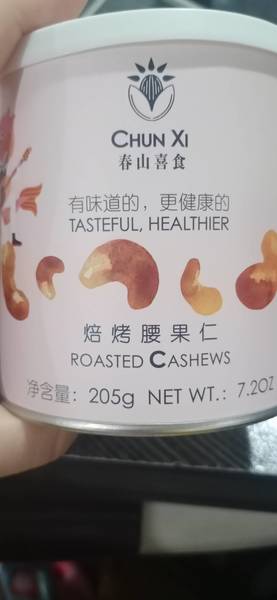 CHUN XI
春山喜食
有味道的，更健康的
TASTEFUL, HEALTHIER
焙烤腰果仁
ROASTED CASHEWS
净含量：205g NET WT.：7.2OZ